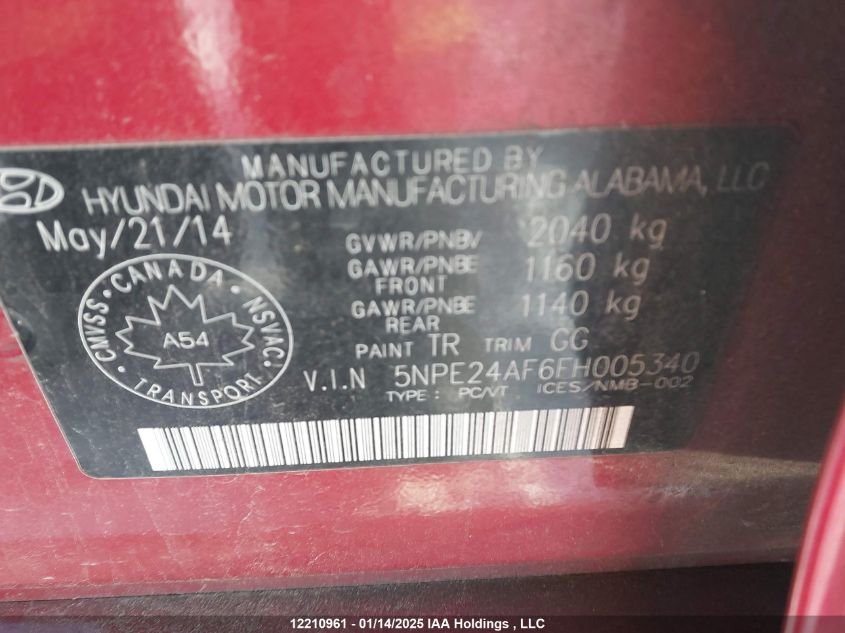 MANUFACTURED BY
HYUNDAI MOTOR MANUFACTURING ALABAMA, LLC
May/21/14
GVWR/PNBV 2040 kg
GAWR/PNBE FRONT 1160 kg
GAWR/PNBE REAR 1140 kg
PAINT TR TRIM GG
V.I.N 5NPE24AF6FH005340
TYPE : PC/VT ICES/NMB-002
CMVSS · CANADA · NSVAC · TRANSPORT
A54
12210961 - 01/14/2025 IAA Holdings , LLC